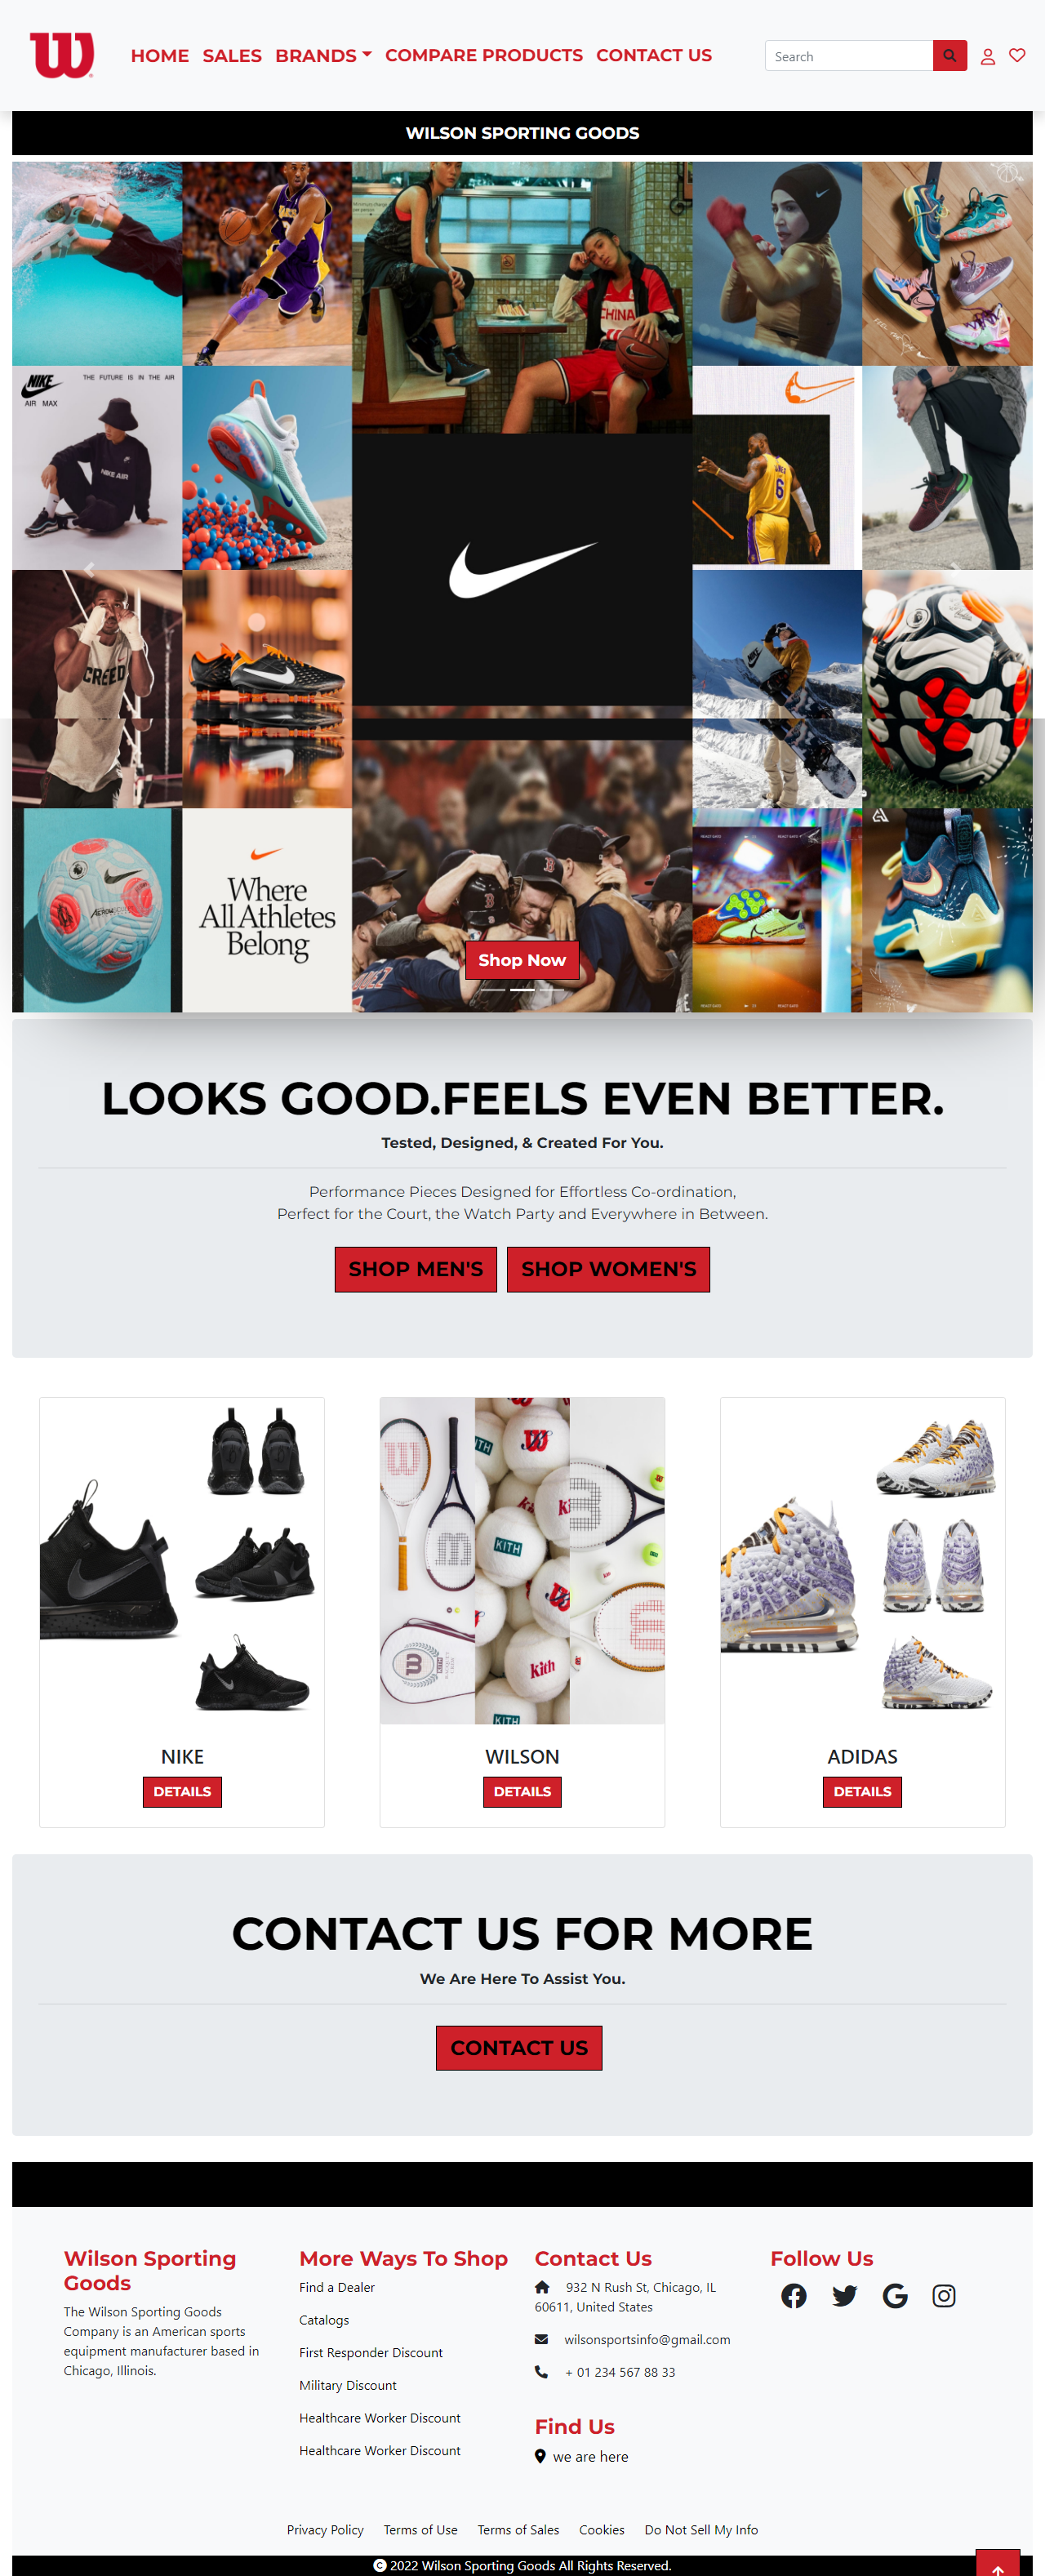 W
HOME SALES BRANDS COMPARE PRODUCTS CONTACT US
Search
WILSON SPORTING GOODS
CHINA
NIKE
AIR MAX
THE FUTURE IS IN THE AIR
NIKE AIR
6
CREED
NIKE
Where
All Athletes
Belong
B
Shop Now
LOOKS GOOD.FEELS EVEN BETTER.
Tested, Designed, & Created For You.
Performance Pieces Designed for Effortless Co-ordination,
Perfect for the Court, the Watch Party and Everywhere in Between.
SHOP MEN'S SHOP WOMEN'S
W
KITH
Kith
KITH
NIKE
DETAILS
WILSON
DETAILS
ADIDAS
DETAILS
CONTACT US FOR MORE
We Are Here To Assist You.
CONTACT US
Wilson Sporting
Goods
The Wilson Sporting Goods
Company is an American sports
equipment manufacturer based in
Chicago, Illinois.
More Ways To Shop
Find a Dealer
Catalogs
First Responder Discount
Military Discount
Healthcare Worker Discount
Healthcare Worker Discount
Contact Us
932 N Rush St, Chicago, IL
60611, United States
wilsonsportsinfo@gmail.com
+ 01 234 567 88 33
Find Us
we are here
Follow Us
Privacy Policy Terms of Use Terms of Sales Cookies Do Not Sell My Info
© 2022 Wilson Sporting Goods All Rights Reserved.